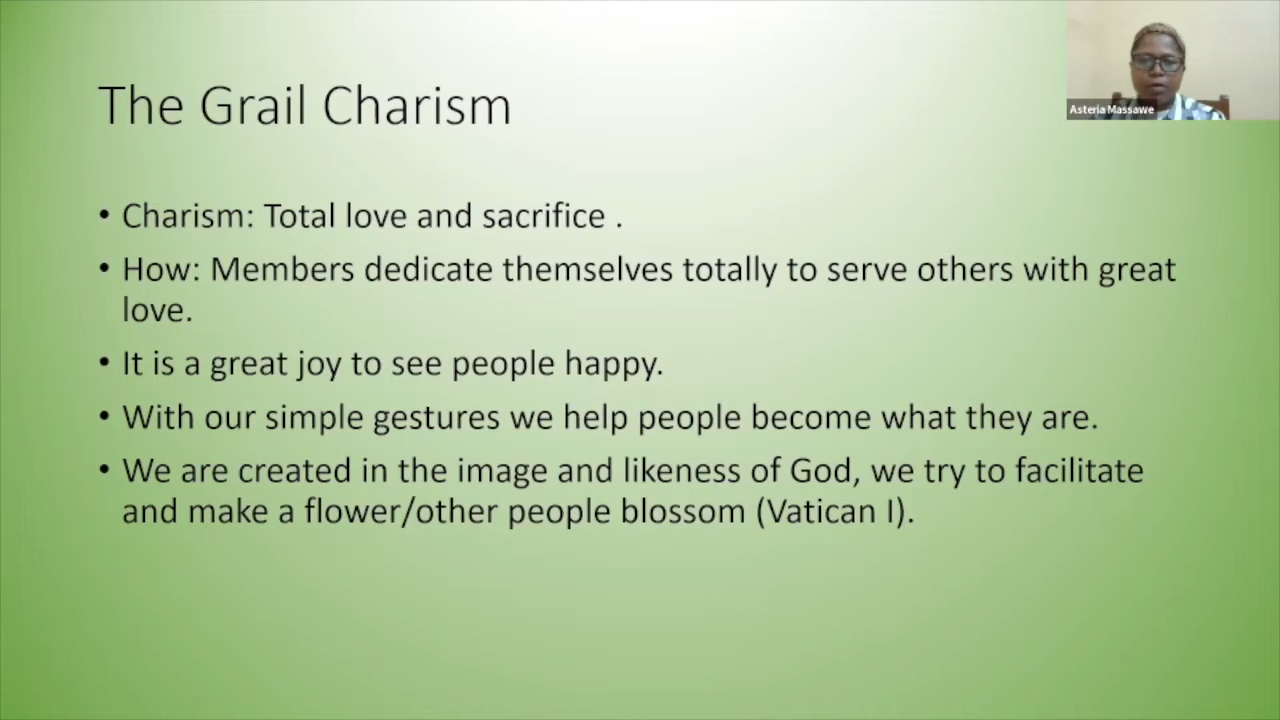 The Grail Charism
Asteria Massawe
• Charism: Total love and sacrifice .
• How: Members dedicate themselves totally to serve others with great
love.
• It is a great joy to see people happy.
• With our simple gestures we help people become what they are.
• We are created in the image and likeness of God, we try to facilitate
and make a flower/other people blossom (Vatican I).